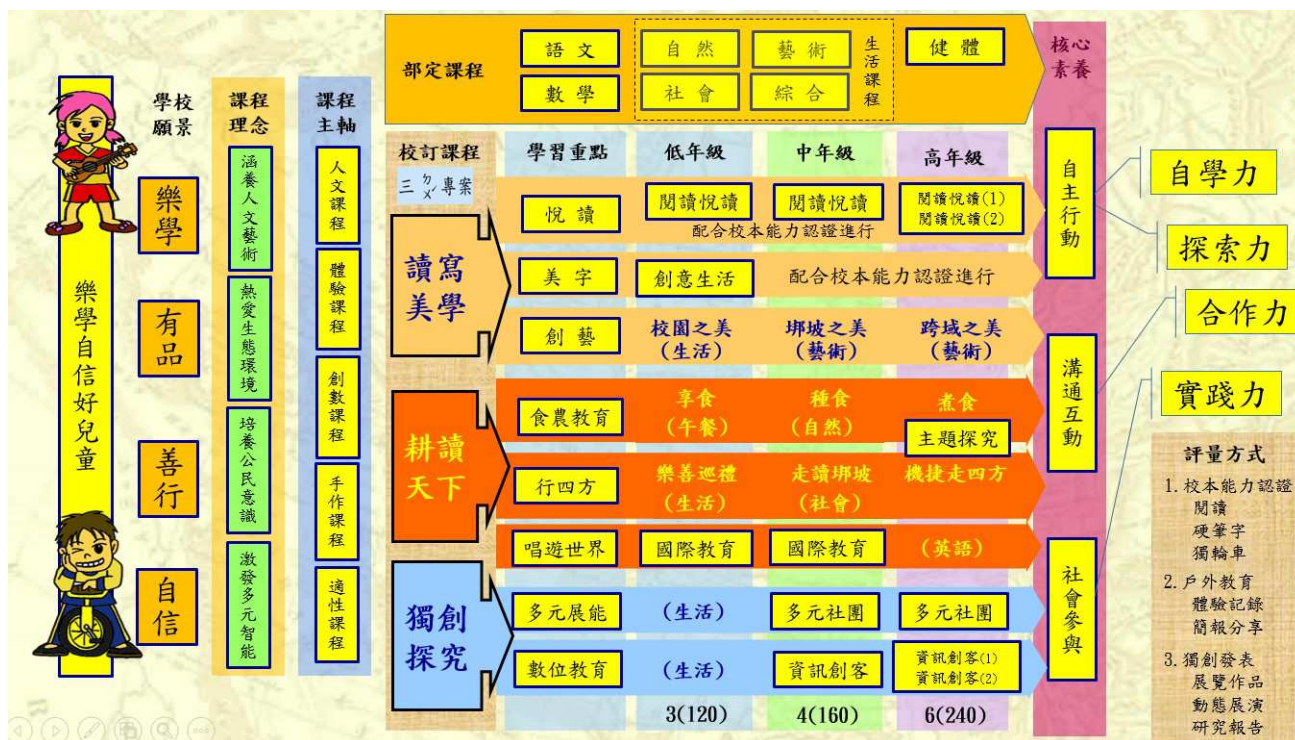 樂學自信好兒童
學校
願景
樂學
有品
善行
自信
課程
理念
涵養人文藝術
熱愛生態環境
培養公民意識
激發多元智能
課程
主軸
人文課程
體驗課程
創數課程
手作課程
適性課程
部定課程
語文
數學
自然
藝術
社會
綜合
生活課程
健體
核心
素養
校訂課程
學習重點
低年級
中年級
高年級
三ㄉㄨˊ專案
讀寫
美學
悅讀
閱讀悅讀
閱讀悅讀
閱讀悅讀(1)
閱讀悅讀(2)
配合校本能力認證進行
美字
創意生活
配合校本能力認證進行
創藝
校園之美
(生活)
埤坡之美
(藝術)
跨域之美
(藝術)
耕讀
天下
食農教育
享食
(午餐)
種食
(自然)
煮食
主題探究
行四方
樂善巡禮
(生活)
走讀埤坡
(社會)
機捷走四方
唱遊世界
國際教育
國際教育
(英語)
獨創
探究
多元展能
(生活)
多元社團
多元社團
數位教育
(生活)
資訊創客
資訊創客(1)
資訊創客(2)
3(120)
4(160)
6(240)
自主行動
溝通互動
社會參與
自學力
探索力
合作力
實踐力
評量方式
1.校本能力認證
閱讀
硬筆字
獨輪車
2.戶外教育
體驗記錄
簡報分享
3.獨創發表
展覽作品
動態展演
研究報告